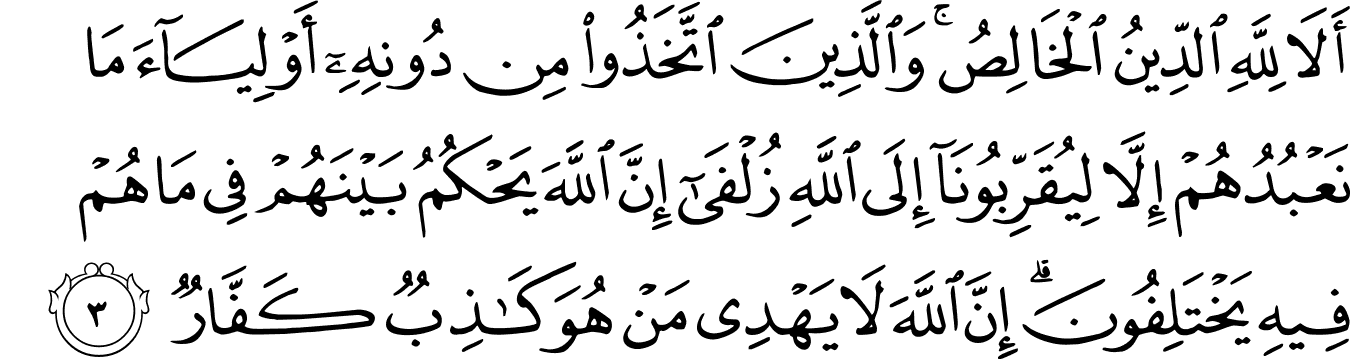 أَلَا لِلَّهِ ٱلدِّينُ ٱلْخَالِصُ ۚ وَٱلَّذِينَ ٱتَّخَذُوا۟ مِن دُونِهِۦٓ أَوْلِيَآءَ مَا
نَعْبُدُهُمْ إِلَّا لِيُقَرِّبُونَآ إِلَى ٱللَّهِ زُلْفَىٰٓ إِنَّ ٱللَّهَ يَحْكُمُ بَيْنَهُمْ فِى مَا هُمْ
فِيهِ يَخْتَلِفُونَ ۗ إِنَّ ٱللَّهَ لَا يَهْدِى مَنْ هُوَ كَـٰذِبٌ كَفَّارٌ ٣